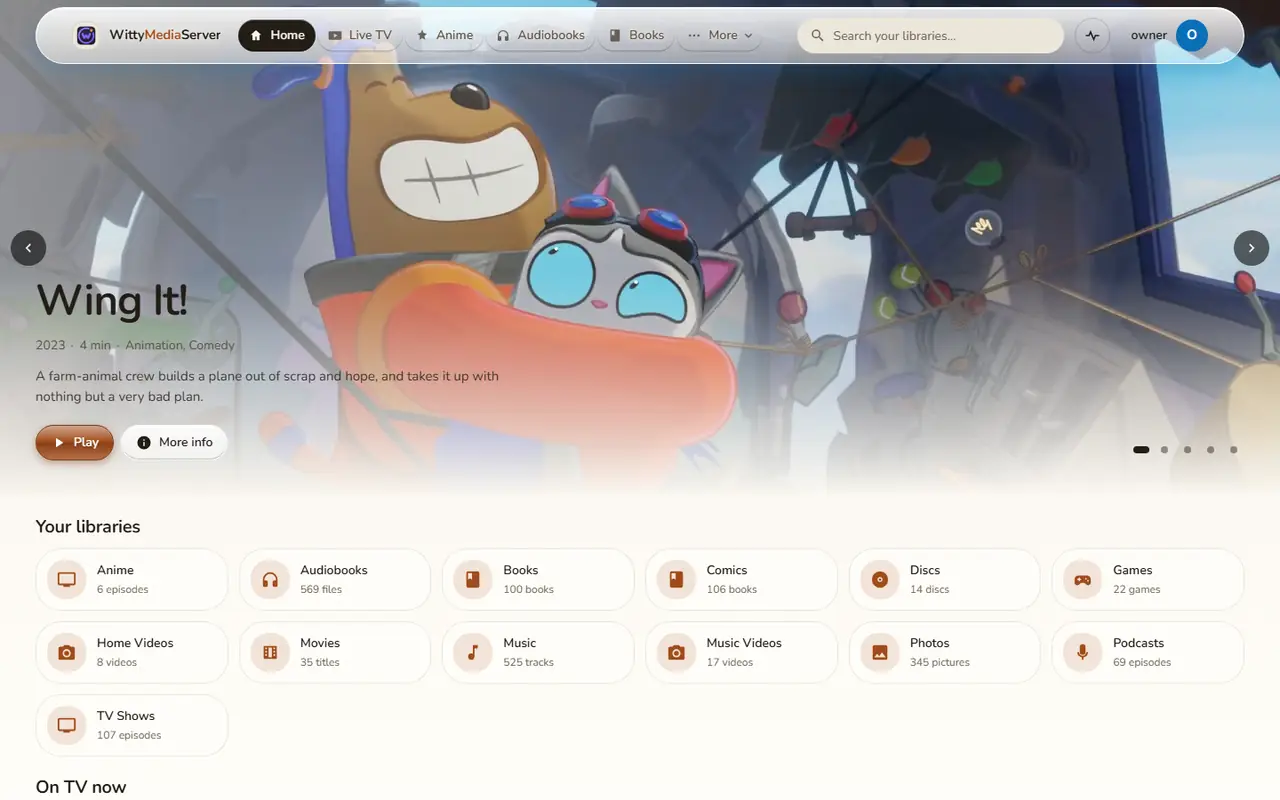 WittyMediaServer
Home
Live TV
Anime
Audiobooks
Books
More
Search your libraries...
owner
O
Wing It!
2023 · 4 min · Animation, Comedy
A farm-animal crew builds a plane out of scrap and hope, and takes it up with
nothing but a very bad plan.
Play
More info
Your libraries
Anime
6 episodes
Audiobooks
569 files
Books
100 books
Comics
106 books
Discs
14 discs
Games
22 games
Home Videos
8 videos
Movies
35 titles
Music
525 tracks
Music Videos
17 videos
Photos
345 pictures
Podcasts
69 episodes
TV Shows
107 episodes
On TV now